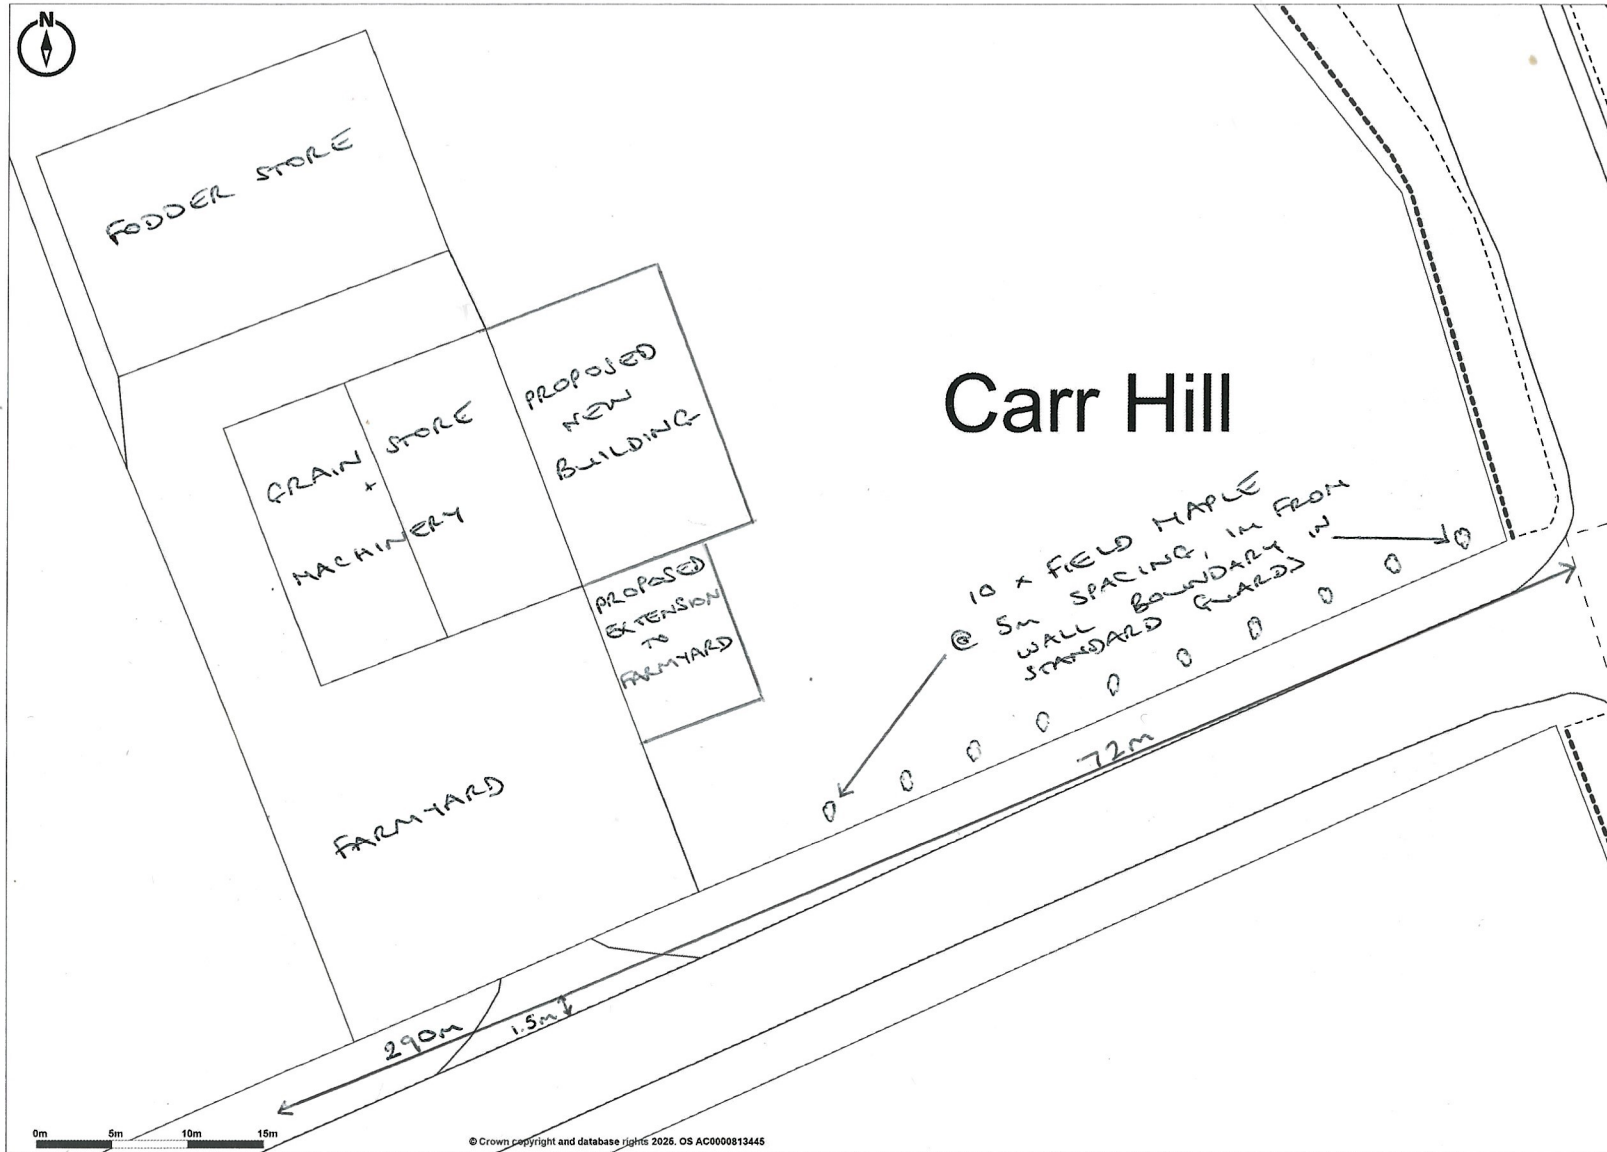 N
FODDER STORE
GRAIN STORE
+
MACHINERY
PROPOSED
NEW
BUILDING
Carr Hill
10 x FIELD MAPLE
@ 5m SPACING, 1m FROM
WALL BOUNDARY IN
STANDARD GUARDS
PROPOSED
EXTENSION
TO
FARMYARD
FARMYARD
72m
290m
1.5m
0m 5m 10m 15m
© Crown copyright and database rights 2026. OS AC0000813445